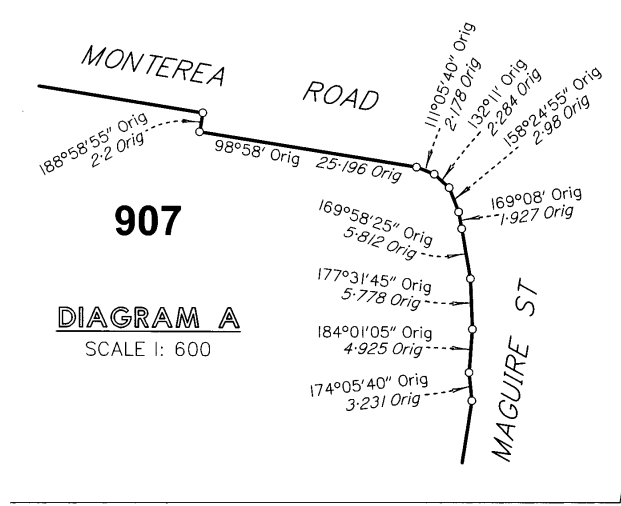 MONTEREA ROAD
188°58'55" Orig
2·2 Orig
98°58' Orig 25·196 Orig
111°05'40" Orig
2·178 Orig
132°11' Orig
2·284 Orig
158°24'55" Orig
2·98 Orig
169°08' Orig
1·927 Orig
169°58'25" Orig
5·812 Orig
907
177°31'45" Orig
5·778 Orig
DIAGRAM A
SCALE 1: 600
184°01'05" Orig
4·925 Orig
174°05'40" Orig
3·231 Orig
MAGUIRE ST